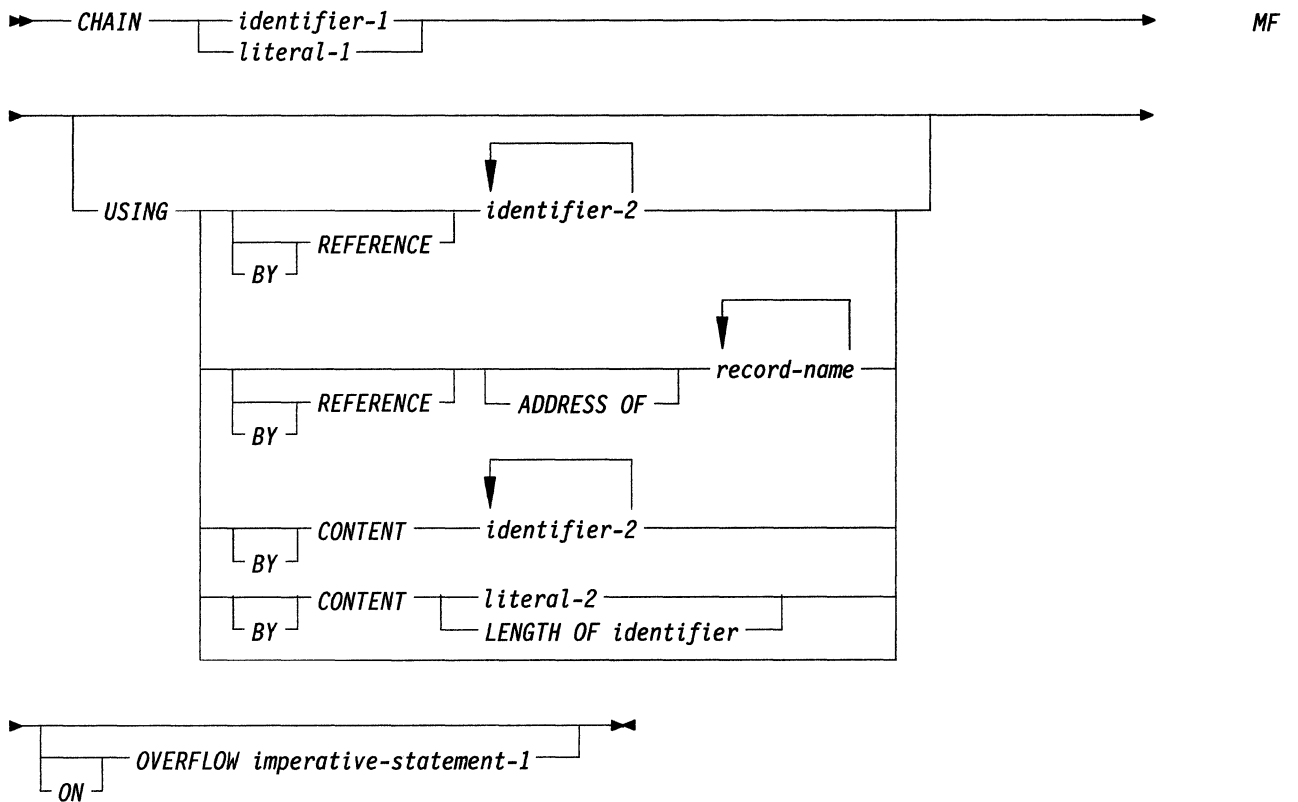 CHAIN identifier-1 MF
literal-1
USING identifier-2
REFERENCE
BY
record-name
REFERENCE ADDRESS OF
BY
CONTENT identifier-2
BY
CONTENT literal-2
BY LENGTH OF identifier
OVERFLOW imperative-statement-1
ON